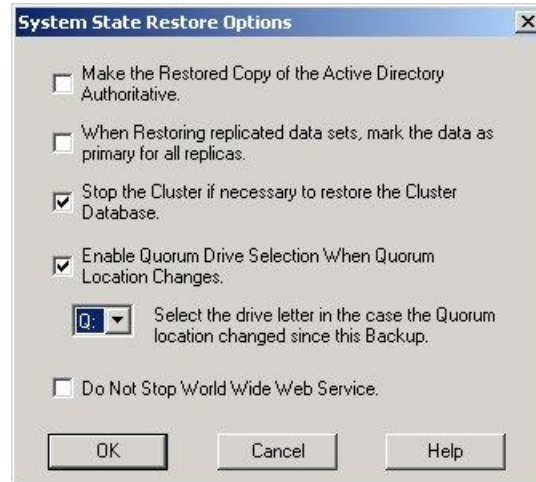 System State Restore Options
Make the Restored Copy of the Active Directory
Authoritative.
When Restoring replicated data sets, mark the data as
primary for all replicas.
Stop the Cluster if necessary to restore the Cluster
Database.
Enable Quorum Drive Selection When Quorum
Location Changes.
Q:
Select the drive letter in the case the Quorum
location changed since this Backup.
Do Not Stop World Wide Web Service.
OK
Cancel
Help